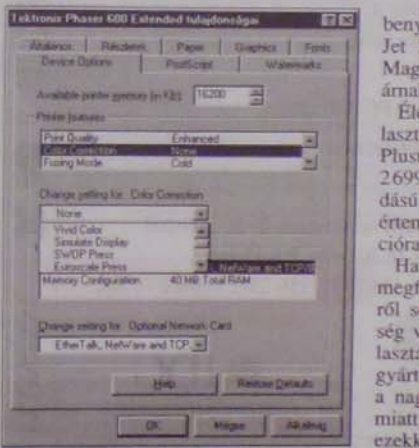 Tektronix Phaser 600 Extended tulajdonságai
Általános Részletek Paper Graphics Fonts
Device Options PostScript Watermarks
Available printer memory (in KB): 16200
Printer features
Print Quality Enhanced
Color Correction None
Fusing Mode Cold
Change setting for: Color Correction
None
Vivid Color
Simulate Display
SWOP Press
Euroscale Press
NetWare and TCP/I
Memory Configuration 40 MB Total RAM
Change setting for: Optional Network Card
EtherTalk, NetWare and TCP
Help Restore Defaults
OK Mégse Alkalmaz
beny
Jet
Mag
árna
Éle
laszt
Plust
2699
dású
érten
cióra
Ha
megf
ről se
ség v
laszta
gyárt
a nag
miatt
ezek